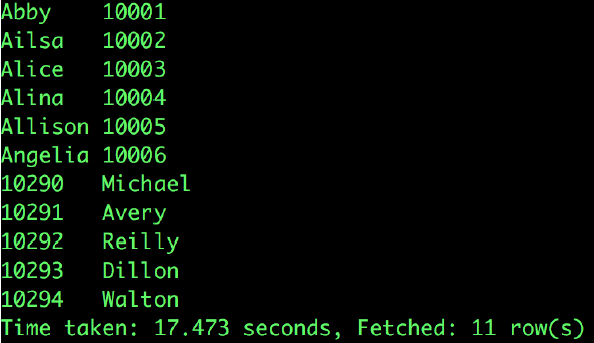 Abby 10001
Ailsa 10002
Alice 10003
Alina 10004
Allison 10005
Angelia 10006
10290 Michael
10291 Avery
10292 Reilly
10293 Dillon
10294 Walton
Time taken: 17.473 seconds, Fetched: 11 row(s)